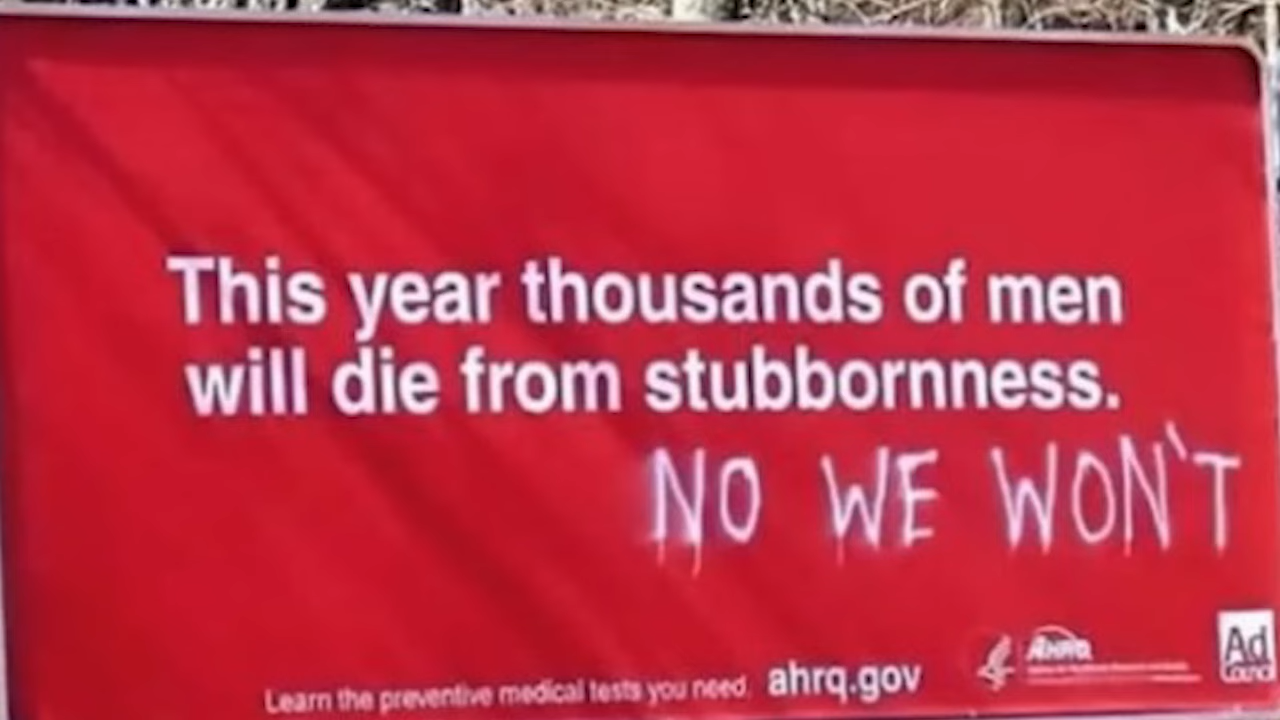 This year thousands of men
will die from stubbornness.
NO WE WON'T
Learn the preventive medical tests you need. ahrq.gov
AHRQ
Ad
Council